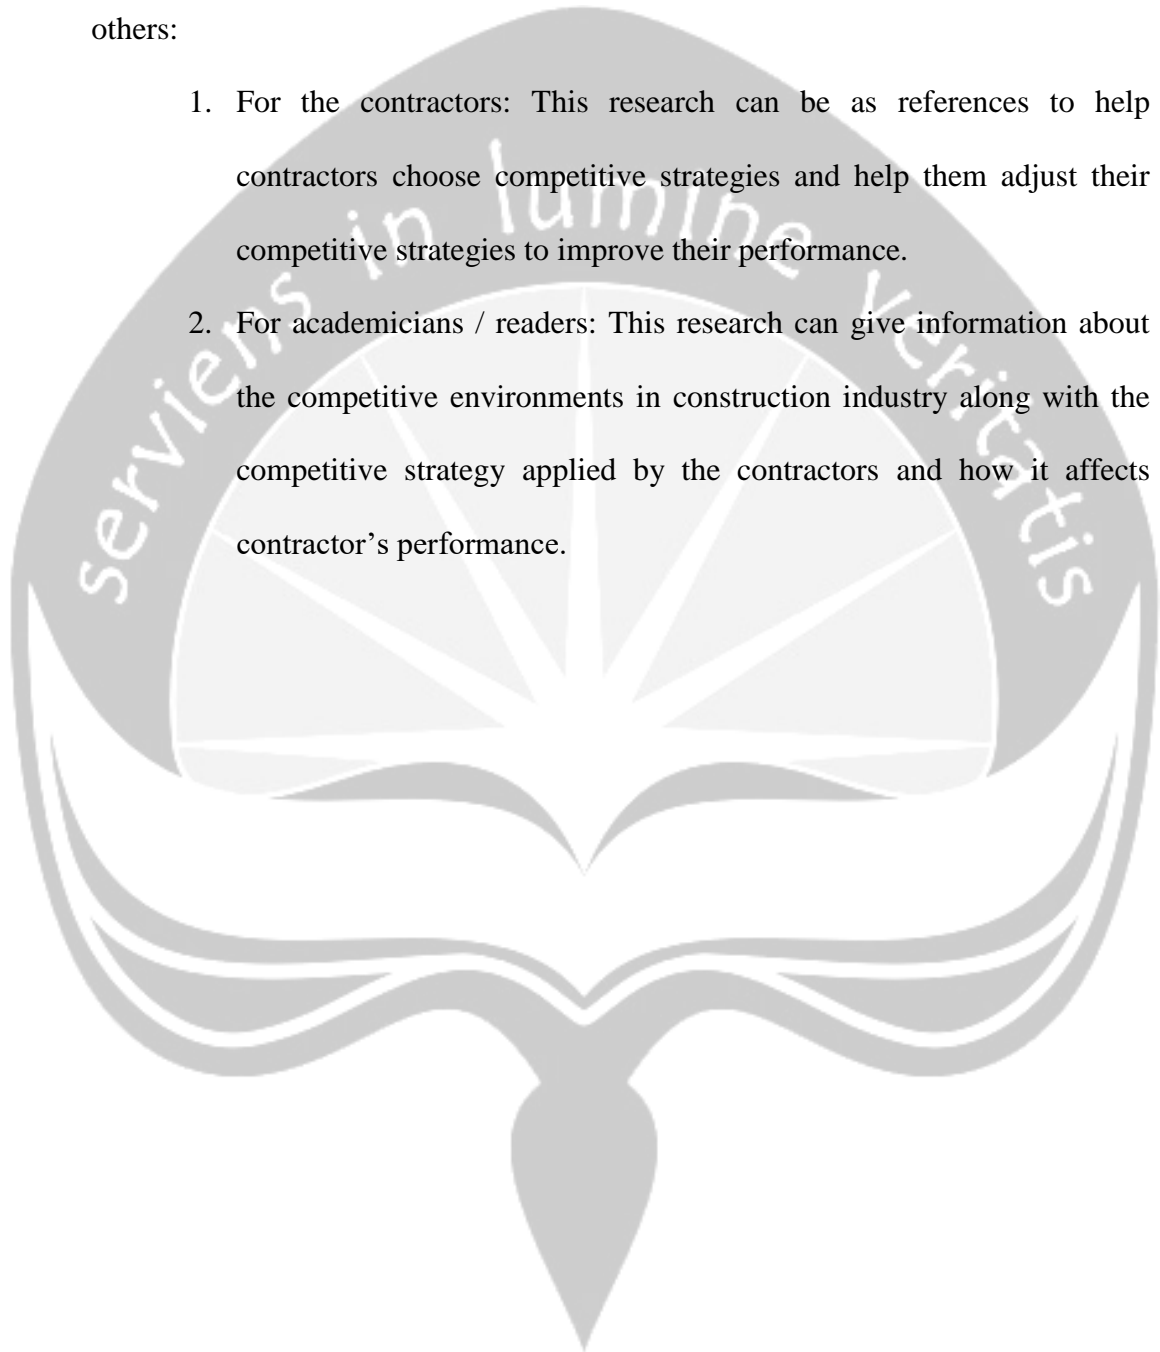 others:
1. For the contractors: This research can be as references to help
contractors choose competitive strategies and help them adjust their
competitive strategies to improve their performance.
2. For academicians / readers: This research can give information about
the competitive environments in construction industry along with the
competitive strategy applied by the contractors and how it affects
contractor’s performance.
serviens in lumine veritatis